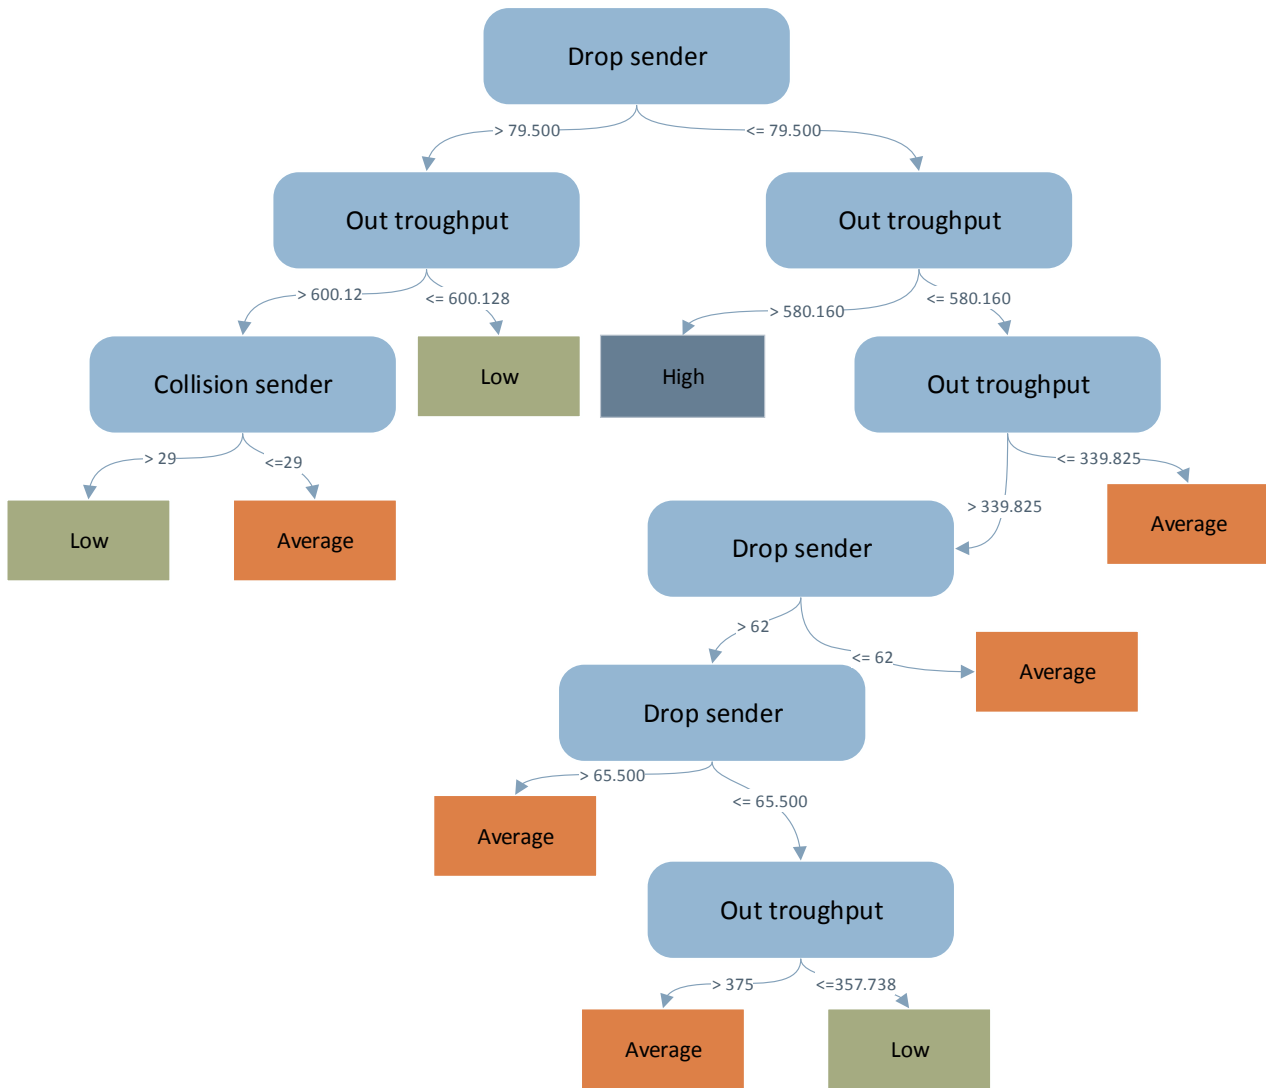 Drop sender
> 79.500
<= 79.500
Out troughput
Out troughput
> 600.12
<= 600.128
> 580.160
<= 580.160
Collision sender
Low
High
Out troughput
> 29
<=29
<= 339.825
> 339.825
Low
Average
Average
Drop sender
> 62
<= 62
Average
Drop sender
> 65.500
<= 65.500
Average
Out troughput
> 375
<=357.738
Average
Low